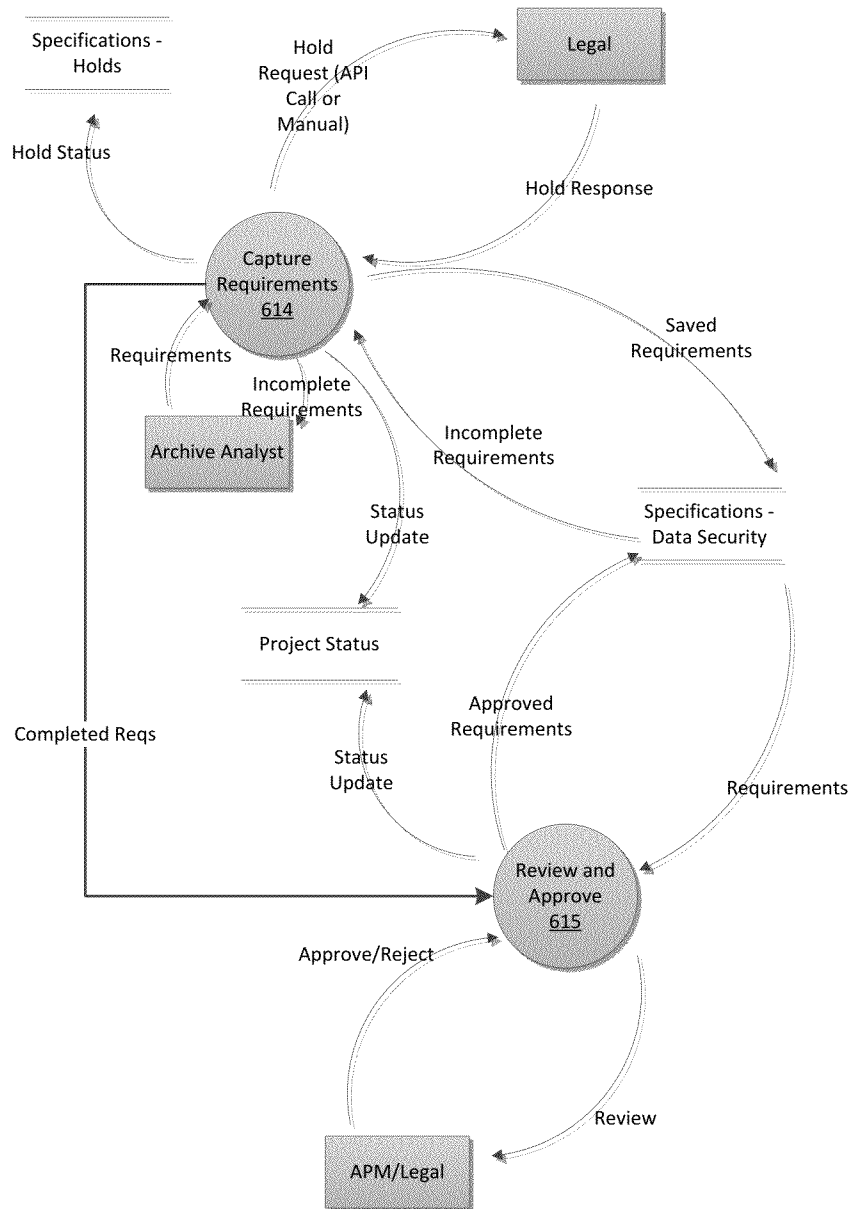 Specifications -
Holds
Hold
Request (API
Call or
Manual)
Legal
Hold Status
Hold Response
Capture
Requirements
614
Saved
Requirements
Requirements
Incomplete
Requirements
Archive Analyst
Incomplete
Requirements
Status
Update
Specifications -
Data Security
Project Status
Approved
Requirements
Completed Reqs
Status
Update
Requirements
Review and
Approve
615
Approve/Reject
Review
APM/Legal